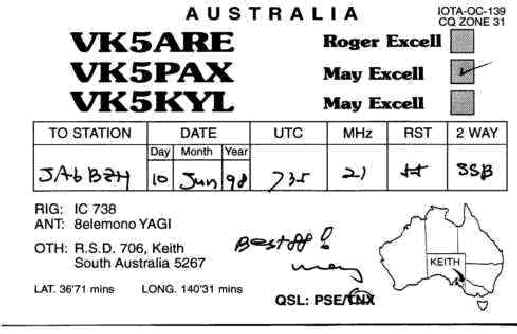 AUSTRALIA
IOTA-OC-139
CQ ZONE 31
VK5ARE Roger Excell
VK5PAX May Excell
VK5KYL May Excell
TO STATION DATE UTC MHz RST 2 WAY
Day Month Year
JA6BZH 10 Jun 98 735 21 SSB
RIG: IC 738
ANT: 8elemono YAGI
OTH: R.S.D. 706, Keith
South Australia 5267
Best
may
KEITH
LAT. 36'71 mins LONG. 140'31 mins
QSL: PSE/TNX